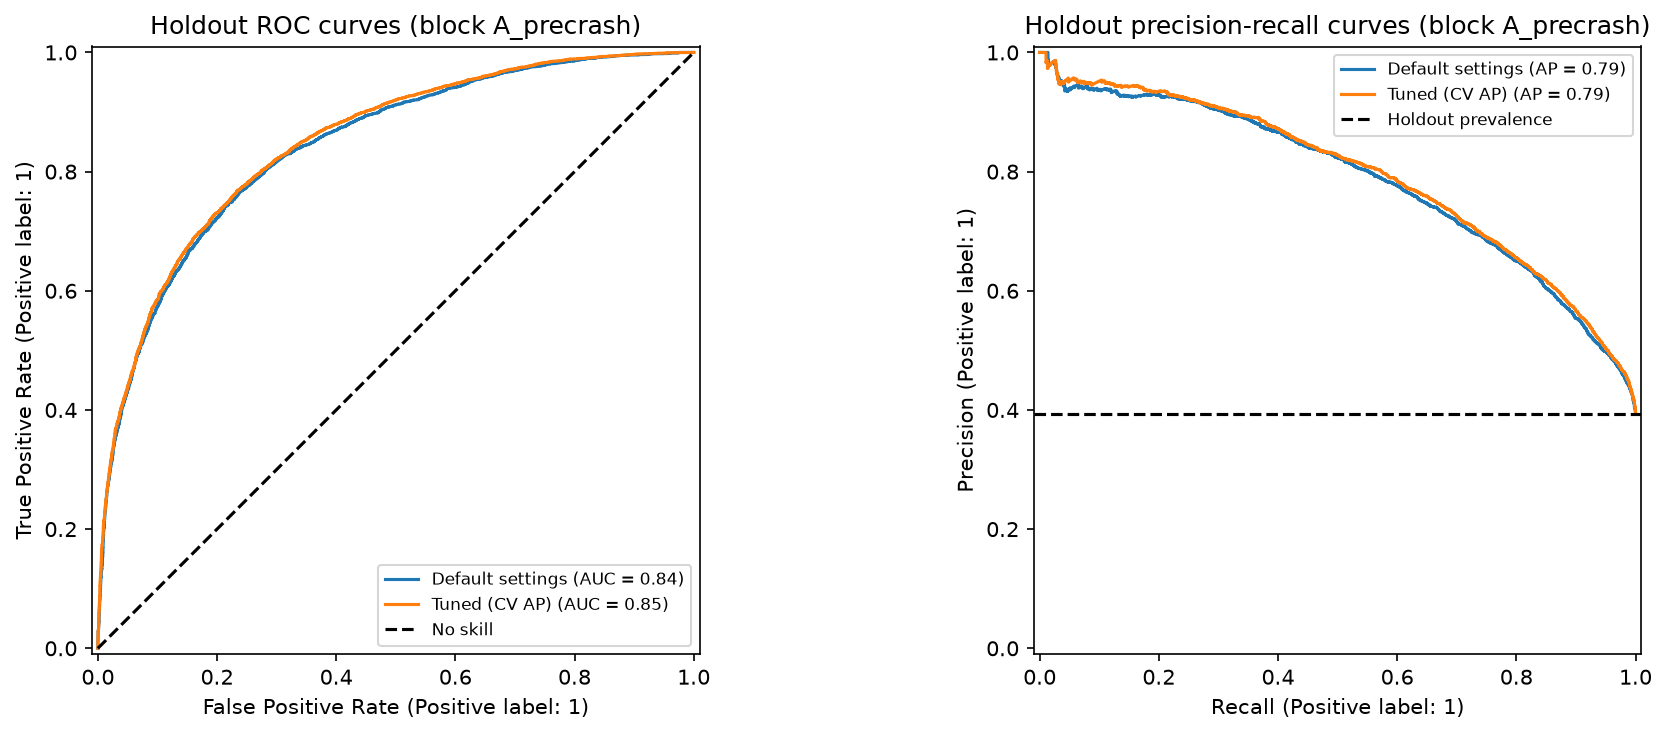 Holdout ROC curves (block A_precrash)
True Positive Rate (Positive label: 1)
1.0
0.8
0.6
0.4
0.2
0.0
Default settings (AUC = 0.84)
Tuned (CV AP) (AUC = 0.85)
No skill
0.0 0.2 0.4 0.6 0.8 1.0
False Positive Rate (Positive label: 1)
Holdout precision-recall curves (block A_precrash)
Precision (Positive label: 1)
1.0
0.8
0.6
0.4
0.2
0.0
Default settings (AP = 0.79)
Tuned (CV AP) (AP = 0.79)
Holdout prevalence
0.0 0.2 0.4 0.6 0.8 1.0
Recall (Positive label: 1)